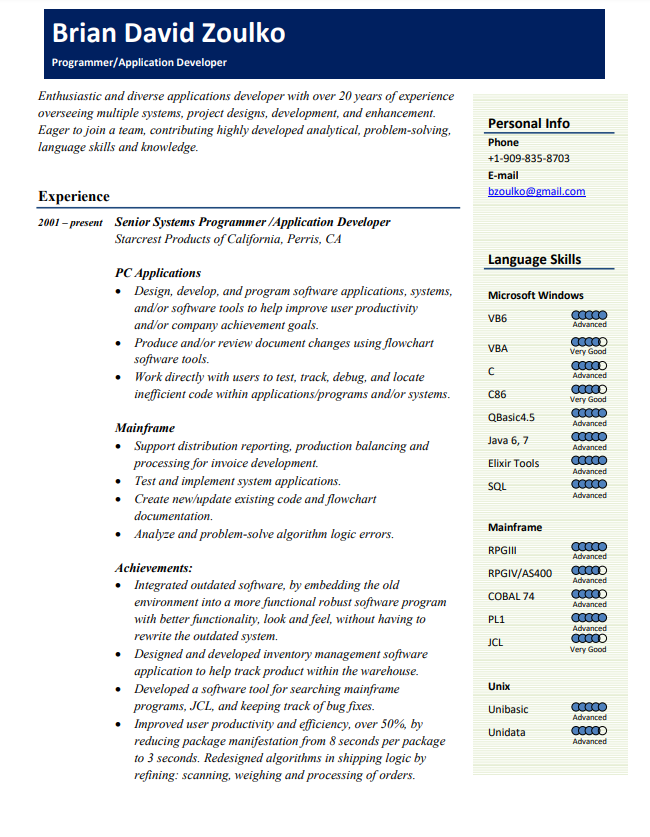 Brian David Zoulko
Programmer/Application Developer
Enthusiastic and diverse applications developer with over 20 years of experience
overseeing multiple systems, project designs, development, and enhancement.
Eager to join a team, contributing highly developed analytical, problem-solving,
language skills and knowledge.
Experience
2001 – present Senior Systems Programmer /Application Developer
Starcrest Products of California, Perris, CA
PC Applications
• Design, develop, and program software applications, systems,
and/or software tools to help improve user productivity
and/or company achievement goals.
• Produce and/or review document changes using flowchart
software tools.
• Work directly with users to test, track, debug, and locate
inefficient code within applications/programs and/or systems.
Mainframe
• Support distribution reporting, production balancing and
processing for invoice development.
• Test and implement system applications.
• Create new/update existing code and flowchart
documentation.
• Analyze and problem-solve algorithm logic errors.
Achievements:
• Integrated outdated software, by embedding the old
environment into a more functional robust software program
with better functionality, look and feel, without having to
rewrite the outdated system.
• Designed and developed inventory management software
application to help track product within the warehouse.
• Developed a software tool for searching mainframe
programs, JCL, and keeping track of bug fixes.
• Improved user productivity and efficiency, over 50%, by
reducing package manifestation from 8 seconds per package
to 3 seconds. Redesigned algorithms in shipping logic by
refining: scanning, weighing and processing of orders.
Personal Info
Phone
+1-909-835-8703
E-mail
bzoulko@gmail.com
Language Skills
Microsoft Windows
VB6
Advanced
VBA
Very Good
C
Advanced
C86
Very Good
QBasic4.5
Advanced
Java 6, 7
Advanced
Elixir Tools
Advanced
SQL
Advanced
Mainframe
RPGIII
Advanced
RPGIV/AS400
Advanced
COBAL 74
Advanced
PL1
Advanced
JCL
Very Good
Unix
Unibasic
Advanced
Unidata
Advanced